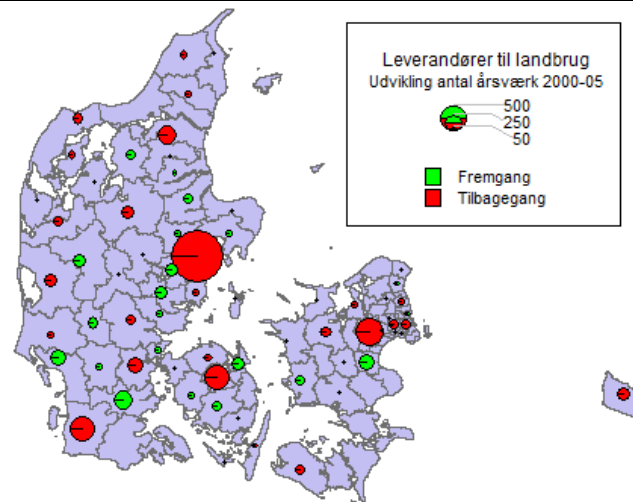 Leverandører til landbrug
Udvikling antal årsværk 2000-05
500
250
50
Fremgang
Tilbagegang